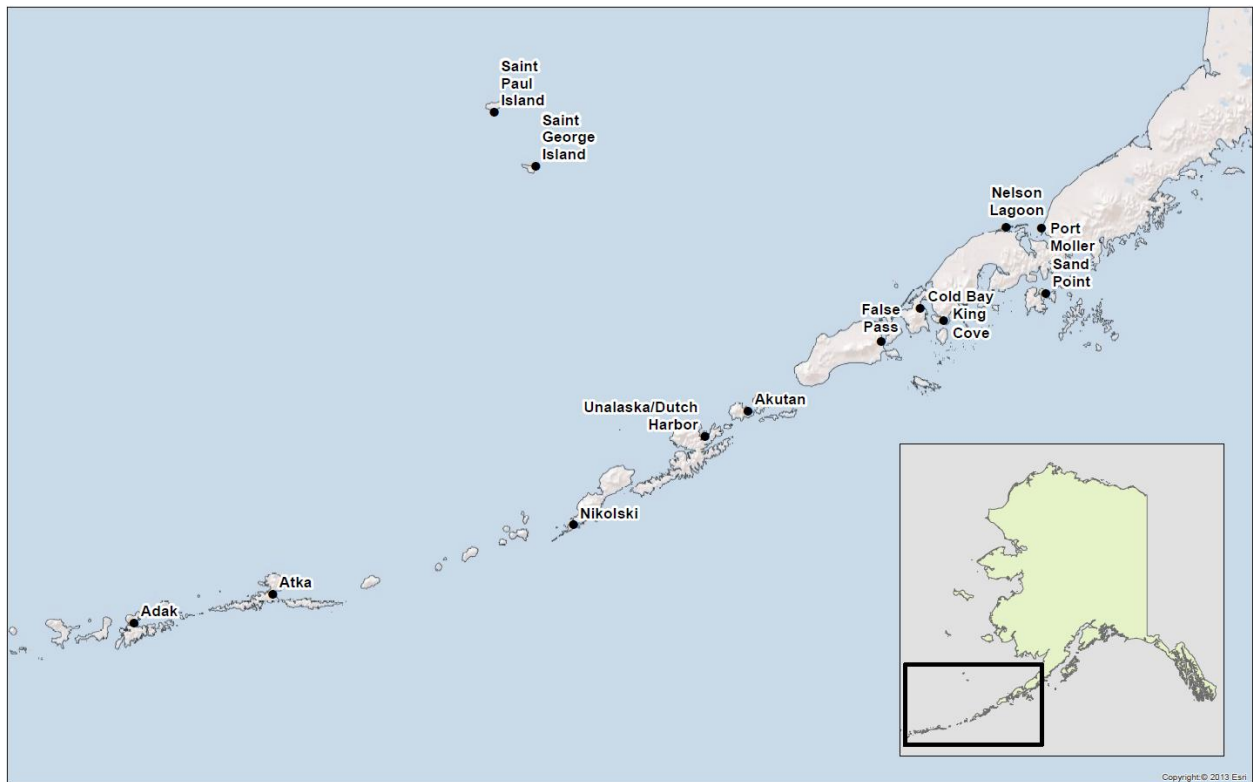 Saint
Paul
Island
Saint
George
Island
Nelson
Lagoon
Port
Moller
Sand
Point
Cold Bay
King
Cove
False
Pass
Akutan
Unalaska/Dutch
Harbor
Nikolski
Atka
Adak
Copyright:© 2013 Esri